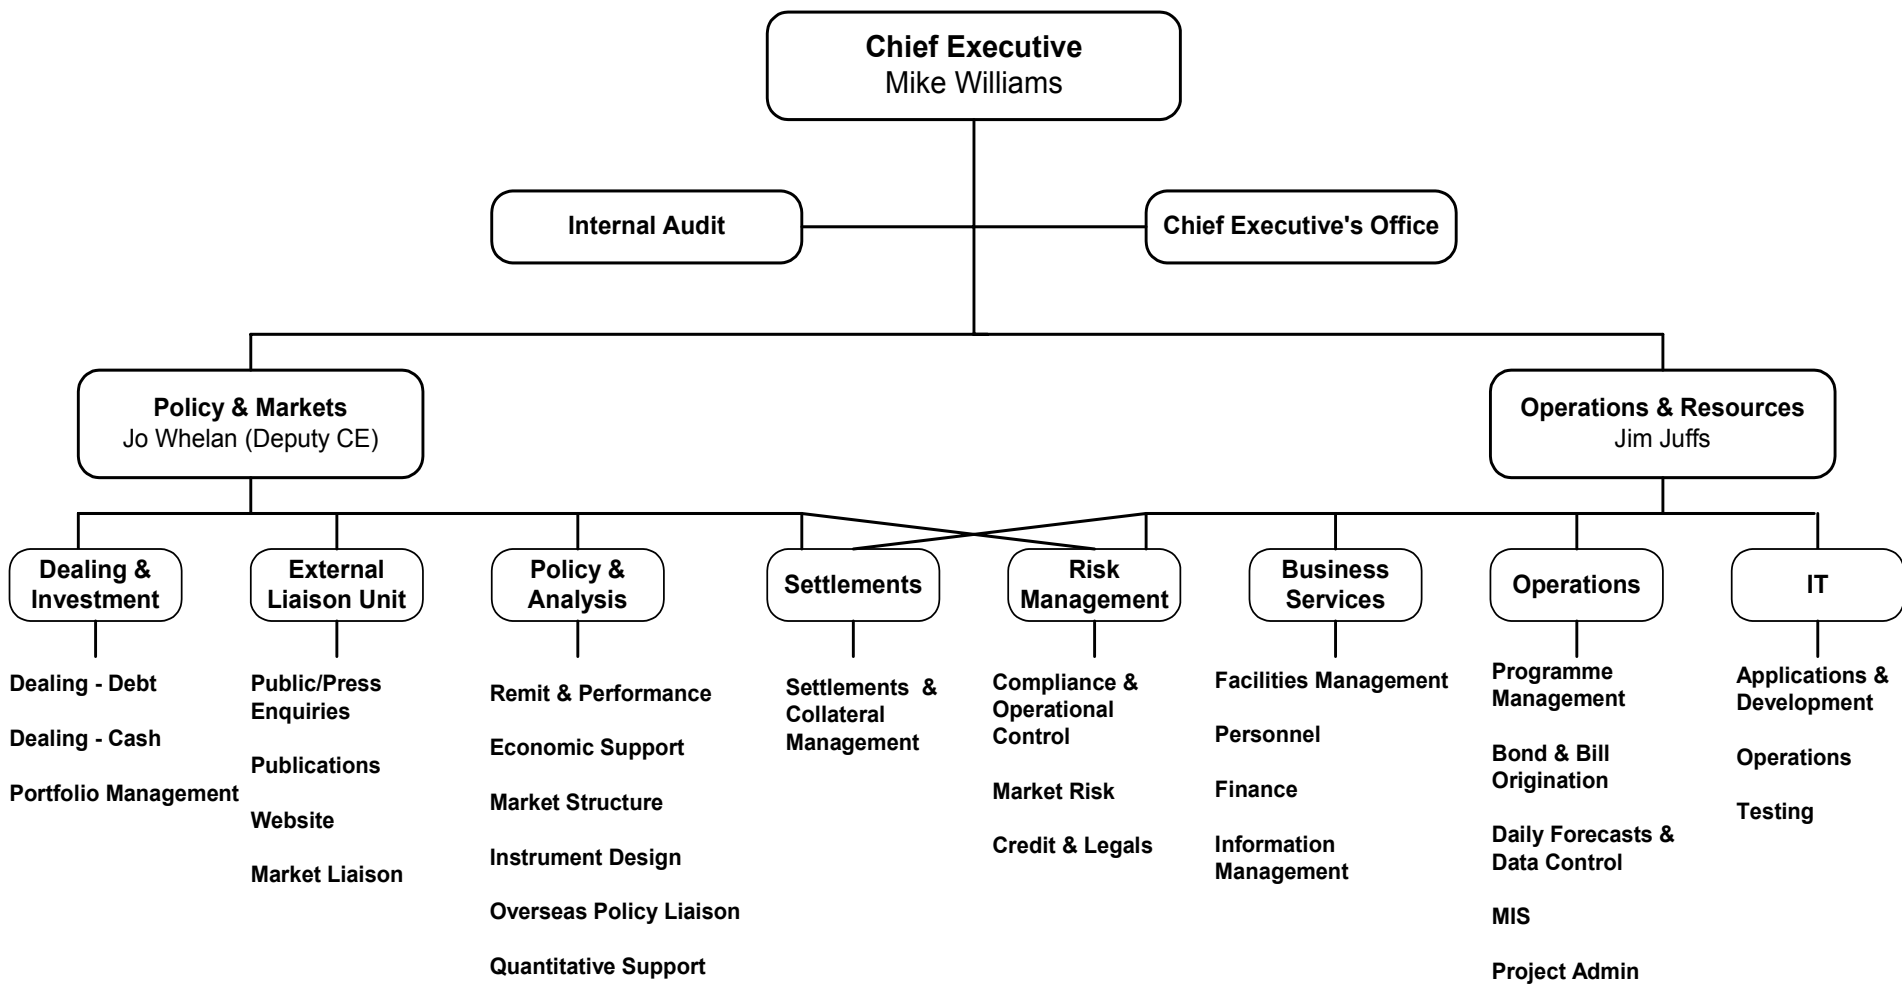 Chief Executive
Mike Williams
Internal Audit
Chief Executive's Office
Policy & Markets
Jo Whelan (Deputy CE)
Operations & Resources
Jim Juffs
Dealing &
Investment
External
Liaison Unit
Policy &
Analysis
Settlements
Risk
Management
Business
Services
Operations
IT
Dealing - Debt
Dealing - Cash
Portfolio Management
Public/Press
Enquiries
Publications
Website
Market Liaison
Remit & Performance
Economic Support
Market Structure
Instrument Design
Overseas Policy Liaison
Quantitative Support
Settlements &
Collateral
Management
Compliance &
Operational
Control
Market Risk
Credit & Legals
Facilities Management
Personnel
Finance
Information
Management
Programme
Management
Bond & Bill
Origination
Daily Forecasts &
Data Control
MIS
Project Admin
Applications &
Development
Operations
Testing